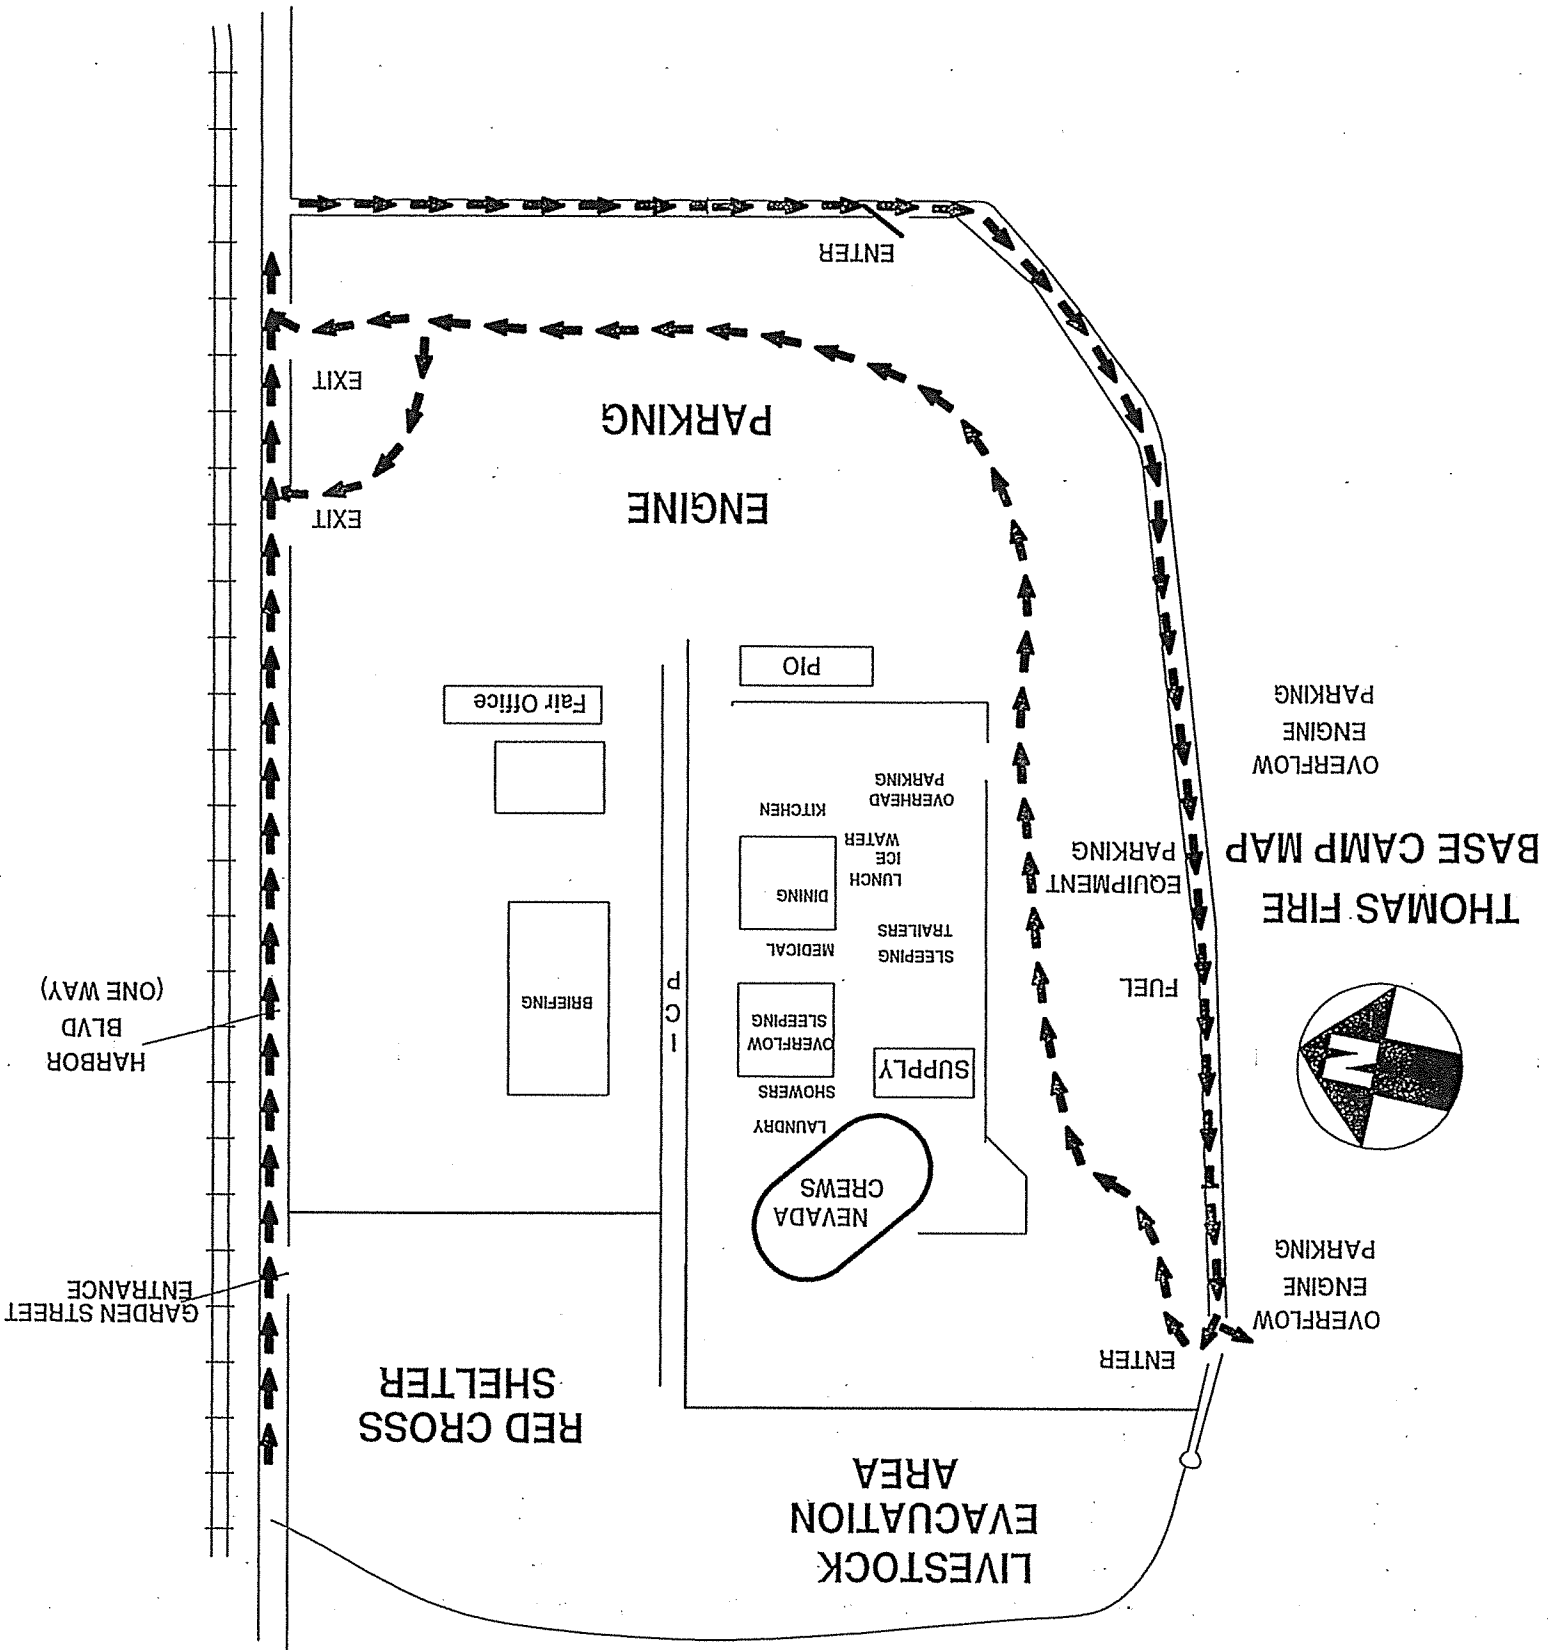 LIVESTOCK
EVACUATION
AREA
RED CROSS
SHELTER
ENTER
OVERFLOW
ENGINE
PARKING
GARDEN STREET
ENTRANCE
NEVADA
CREWS
LAUNDRY
SHOWERS
SUPPLY
OVERFLOW
SLEEPING
I
C
P
BRIEFING
HARBOR
BLVD
(ONE WAY)
N
THOMAS FIRE
BASE CAMP MAP
FUEL
EQUIPMENT
PARKING
SLEEPING
TRAILERS
MEDICAL
DINING
LUNCH
ICE
WATER
KITCHEN
OVERHEAD
PARKING
OVERFLOW
ENGINE
PARKING
PIO
Fair Office
ENGINE
PARKING
EXIT
EXIT
ENTER